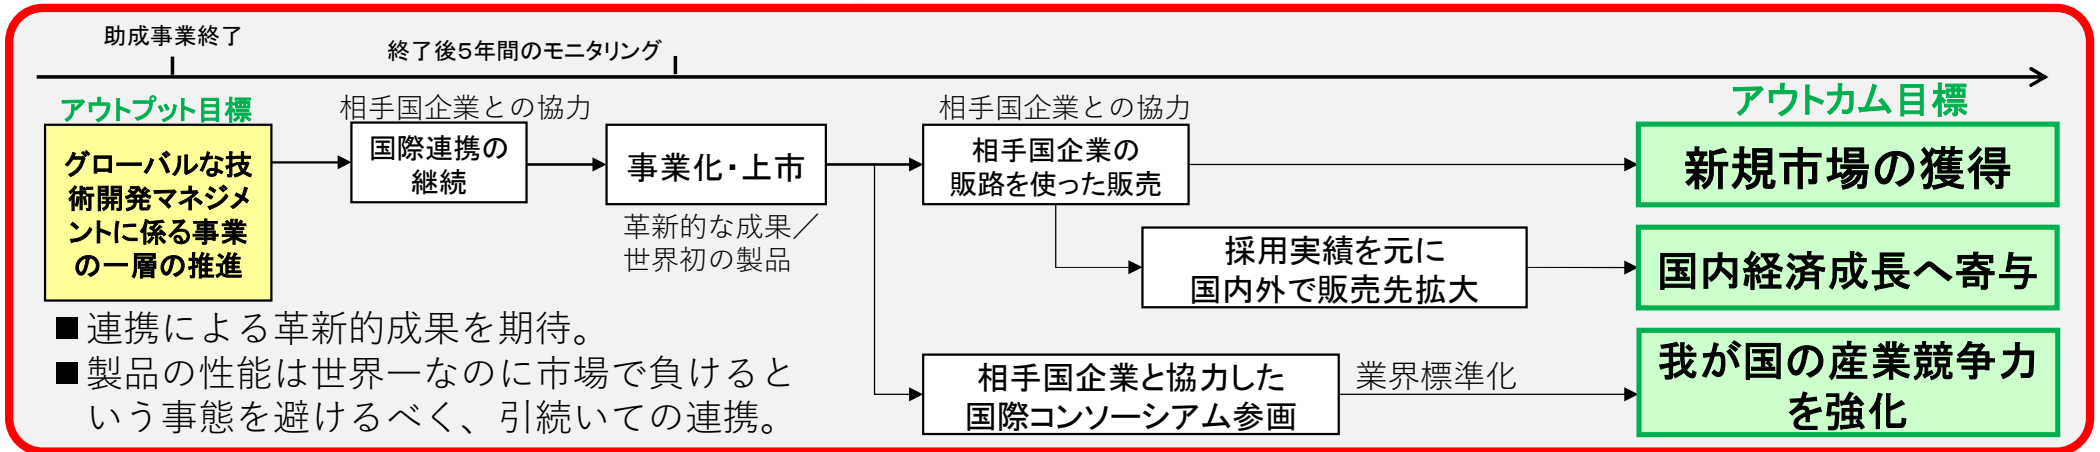 助成事業終了
終了後5年間のモニタリング
アウトプット目標
グローバルな技
術開発マネジメ
ントに係る事業
の一層の推進
相手国企業との協力
国際連携の
継続
事業化・上市
革新的な成果／
世界初の製品
相手国企業との協力
相手国企業の
販路を使った販売
採用実績を元に
国内外で販売先拡大
相手国企業と協力した
国際コンソーシアム参画
業界標準化
アウトカム目標
新規市場の獲得
国内経済成長へ寄与
我が国の産業競争力
を強化
■連携による革新的成果を期待。
■製品の性能は世界一なのに市場で負けると
いう事態を避けるべく、引続いての連携。